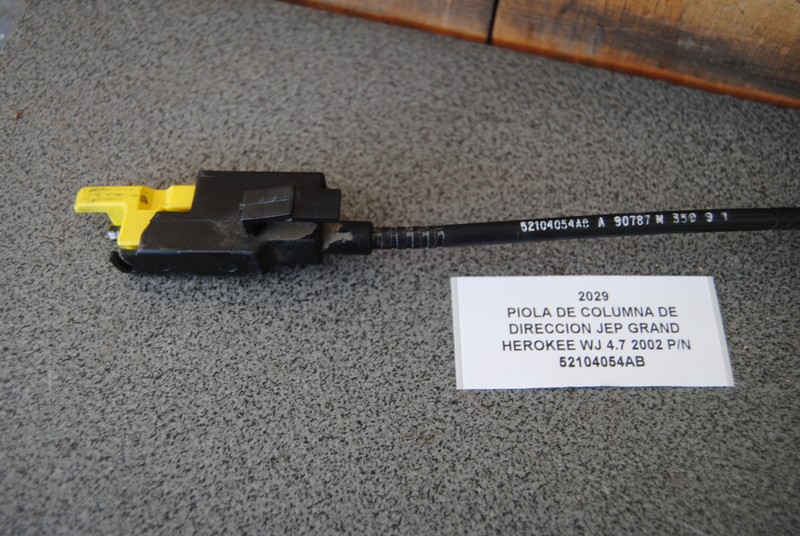 52104054AB A 90787 M 350 9 1
2029
PIOLA DE COLUMNA DE
DIRECCION JEP GRAND
HEROKEE WJ 4.7 2002 P/N
52104054AB